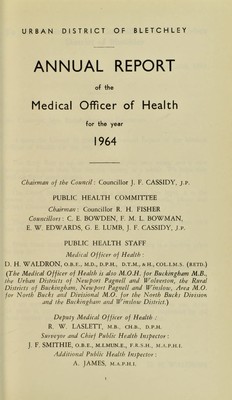 URBAN DISTRICT OF BLETCHLEY
ANNUAL REPORT
of the
Medical Officer of Health
for the year
1964
Chairman of the Council: Councillor J. F. CASSIDY, J.P.
PUBLIC HEALTH COMMITTEE
Chairman: Councillor R. H. FISHER
Councillors: C. E. BOWDEN, F. M. L. BOWMAN,
E. W. EDWARDS, G. E. LUMB, J. F. CASSIDY, J.P.
PUBLIC HEALTH STAFF
Medical Officer of Health:
D. H. WALDRON, O.B.E., M.D., D.P.H., D.T.M., & H., COL.I.M.S. (RETD.)
(The Medical Officer of Health is also M.O.H. for Buckingham M.B.,
the Urban Districts of Newport Pagnell and Wolverton, the Rural
Districts of Buckingham, Newport Pagnell and Winslow, Area M.O.
for North Bucks and Divisional M.O. for the North Bucks Division
and the Buckingham and Winslow District.)
Deputy Medical Officer of Health:
R. W. LASLETT, M.B., CH.B., D.P.H.
Surveyor and Chief Public Health Inspector:
J. F. SMITHIE, O.B.E., M.I.MUN.E., F.R.S.H., M.A.P.H.I.
Additional Public Health Inspector:
A. JAMES, M.A.P.H.I.
1